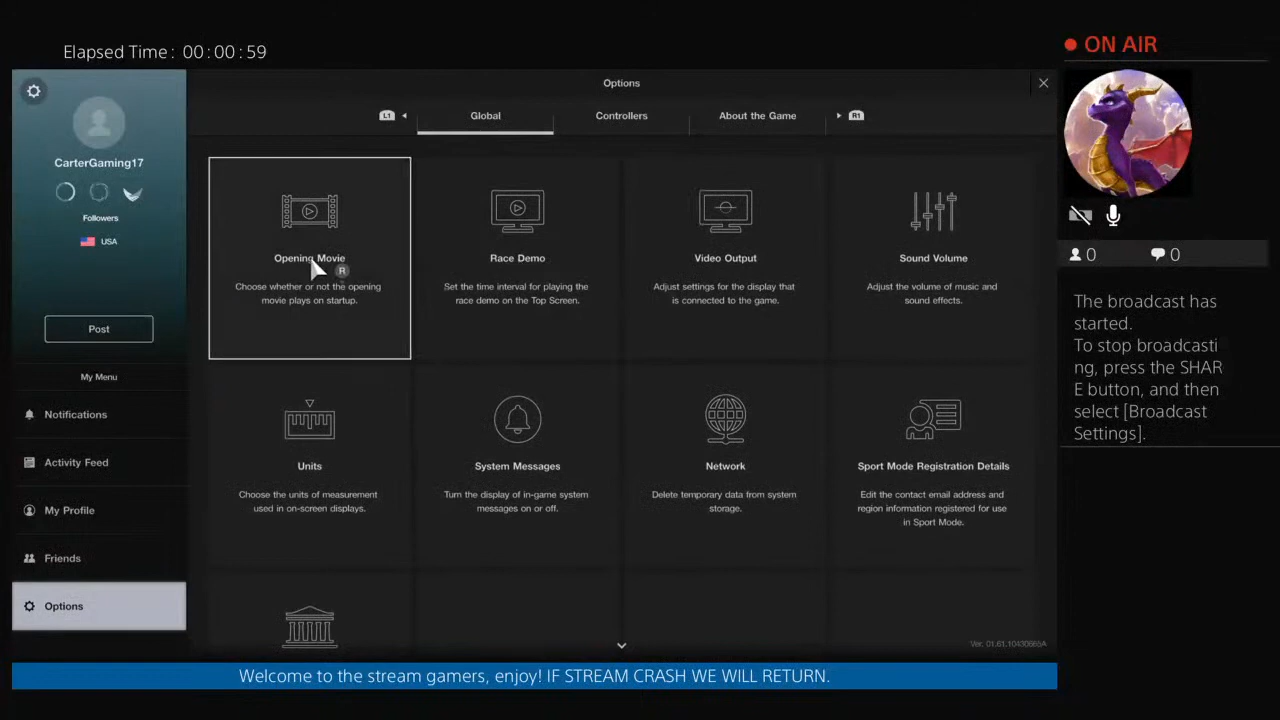 Elapsed Time: 00:00:59
ON AIR
Options
L1
Global
Controllers
About the Game
R1
CarterGaming17
Followers
USA
Post
My Menu
Notifications
Activity Feed
My Profile
Friends
Options
Opening Movie
R
Choose whether or not the opening
movie plays on startup.
Race Demo
Set the time interval for playing the
race demo on the Top Screen.
Video Output
Adjust settings for the display that
is connected to the game.
Sound Volume
Adjust the volume of music and
sound effects.
Units
Choose the units of measurement
used in on-screen displays.
System Messages
Turn the display of in-game system
messages on or off.
Network
Delete temporary data from system
storage.
Sport Mode Registration Details
Edit the contact email address and
region information registered for use
in Sport Mode.
Ver. 01.61.10430665A
0
0
The broadcast has
started.
To stop broadcasti
ng, press the SHAR
E button, and then
select [Broadcast
Settings].
Welcome to the stream gamers, enjoy! IF STREAM CRASH WE WILL RETURN.